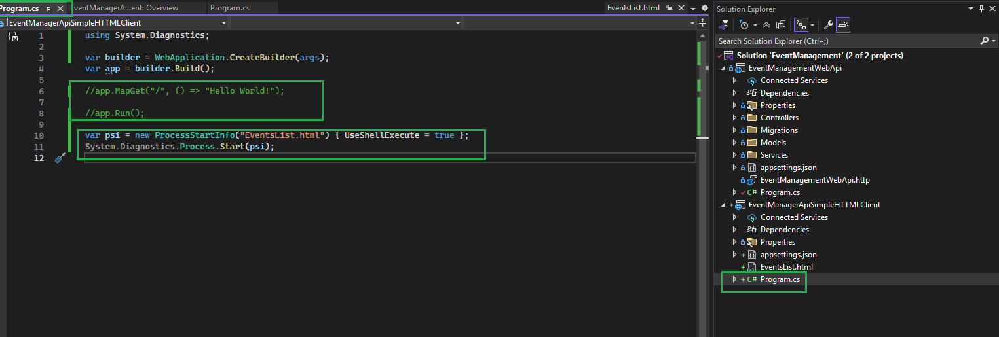 Program.cs
EventManagerA...ent: Overview
Program.cs
EventsList.html
EventManagerApiSimpleHTTMLClient
1 using System.Diagnostics;
2
3 var builder = WebApplication.CreateBuilder(args);
4 var app = builder.Build();
5
6 //app.MapGet("/", () => "Hello World!");
7
8 //app.Run();
9
10 var psi = new ProcessStartInfo("EventsList.html") { UseShellExecute = true };
11 System.Diagnostics.Process.Start(psi);
12
Solution Explorer
Search Solution Explorer (Ctrl+;)
Solution 'EventManagement' (2 of 2 projects)
EventManagementWebApi
Connected Services
Dependencies
Properties
Controllers
Migrations
Models
Services
appsettings.json
EventManagementWebApi.http
C# Program.cs
EventManagerApiSimpleHTTMLClient
Connected Services
Dependencies
Properties
appsettings.json
EventsList.html
C# Program.cs